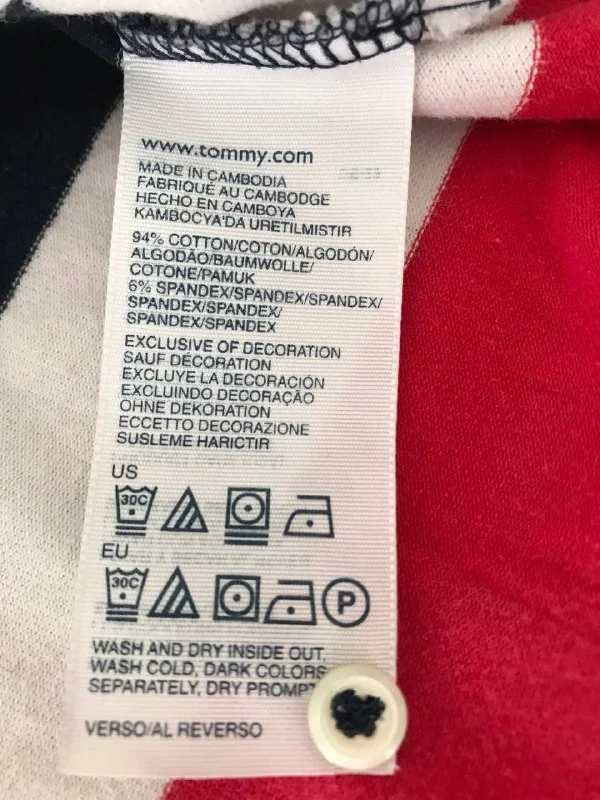 www.tommy.com
MADE IN CAMBODIA
FABRIQUÉ AU CAMBODGE
HECHO EN CAMBOYA
KAMBOCYA'DA URETILMISTIR
94% COTTON/COTON/ALGODÓN/
ALGODÃO/BAUMWOLLE/
COTONE/PAMUK
6% SPANDEX/SPANDEX/SPANDEX/
SPANDEX/SPANDEX/
SPANDEX/SPANDEX
EXCLUSIVE OF DECORATION
SAUF DÉCORATION
EXCLUYE LA DECORACIÓN
EXCLUINDO DECORAÇÃO
OHNE DEKORATION
ECCETTO DECORAZIONE
SUSLEME HARICTIR
US
30C
EU
30C P
WASH AND DRY INSIDE OUT,
WASH COLD, DARK COLORS
SEPARATELY, DRY
VERSO/AL REVERSO